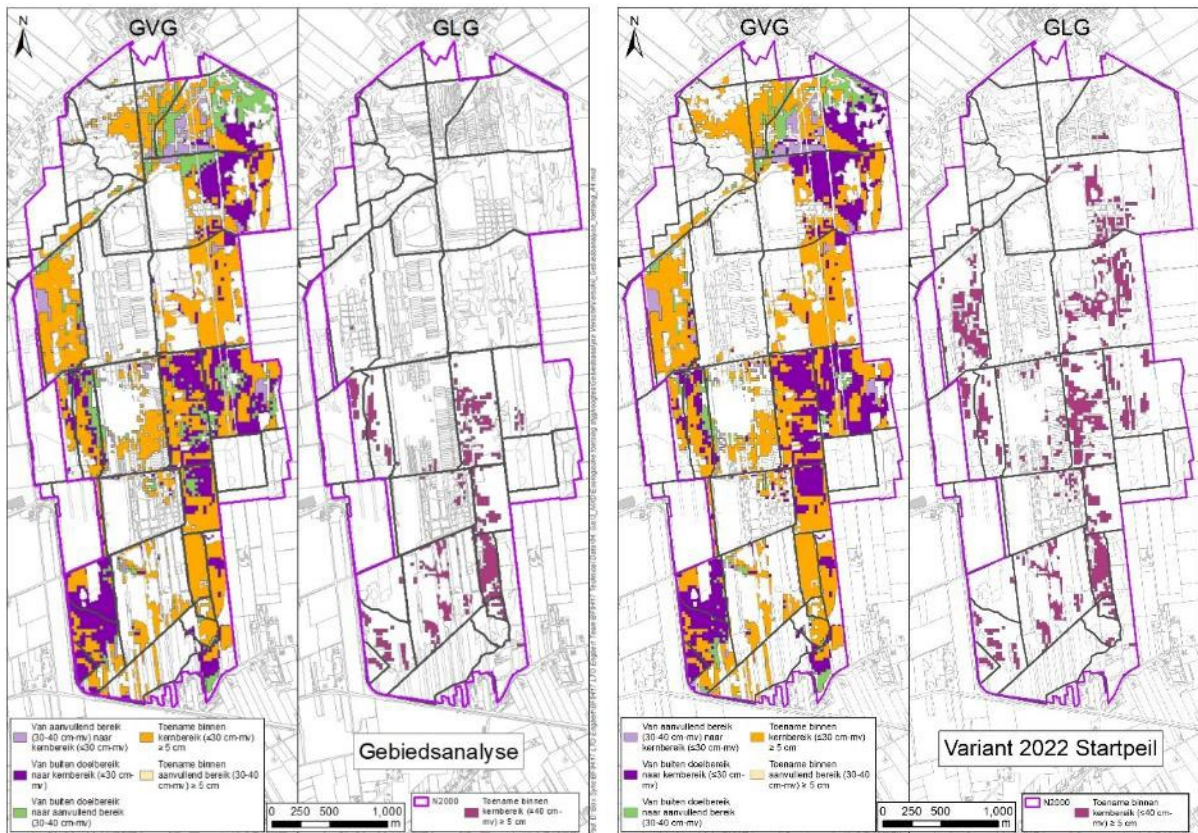 N
GVG
GLG
Van aanvullend bereik
(30-40 cm-mv) naar
kernbereik (≤30 cm-mv)
Van buiten doelbereik
naar kernbereik (≤30 cm-
mv)
Van buiten doelbereik
naar aanvullend bereik
(30-40 cm-mv)
Toename binnen
kernbereik (≤30 cm-mv)
≥ 5 cm
Toename binnen
aanvullend bereik (30-40
cm-mv) ≥ 5 cm
Gebiedsanalyse
0 250 500 1,000
m
N2000
Toename binnen
kernbereik (≤40 cm-
mv) ≥ 5 cm
N
GVG
GLG
Van aanvullend bereik
(30-40 cm-mv) naar
kernbereik (≤30 cm-mv)
Van buiten doelbereik
naar kernbereik (≤30 cm-
mv)
Van buiten doelbereik
naar aanvullend bereik
(30-40 cm-mv)
Toename binnen
kernbereik (≤30 cm-mv)
≥ 5 cm
Toename binnen
aanvullend bereik (30-40
cm-mv) ≥ 5 cm
Variant 2022 Startpeil
0 250 500 1,000
m
N2000
Toename binnen
kernbereik (≤40 cm-
mv) ≥ 5 cm